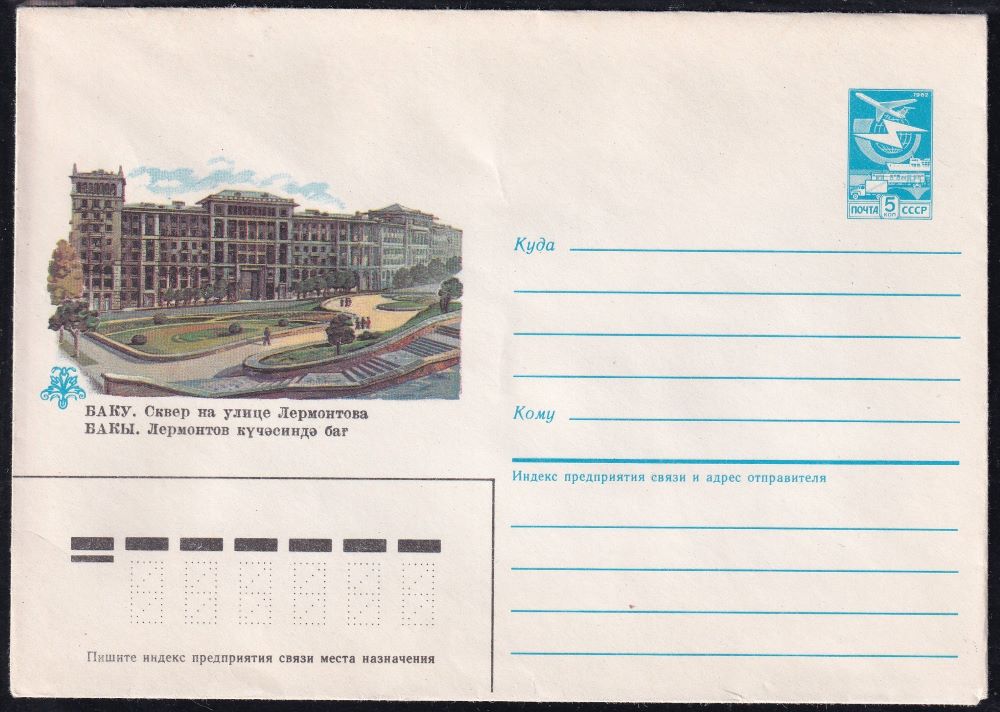 1982
ПОЧТА 5 КОП СССР
Куда
Кому
БАКУ. Сквер на улице Лермонтова
БАКЫ. Лермонтов күчәсиндә бағ
Индекс предприятия связи и адрес отправителя
Пишите индекс предприятия связи места назначения